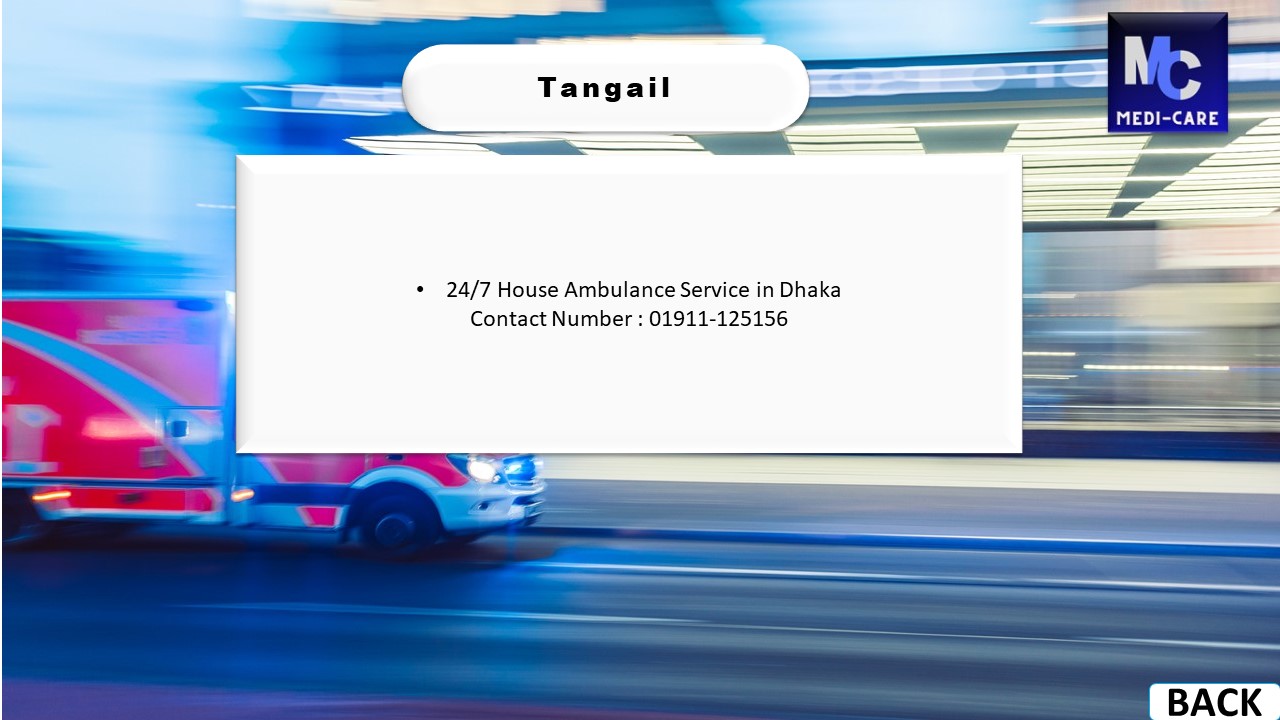 Tangail
MC
MEDI-CARE
• 24/7 House Ambulance Service in Dhaka
Contact Number : 01911-125156
BACK